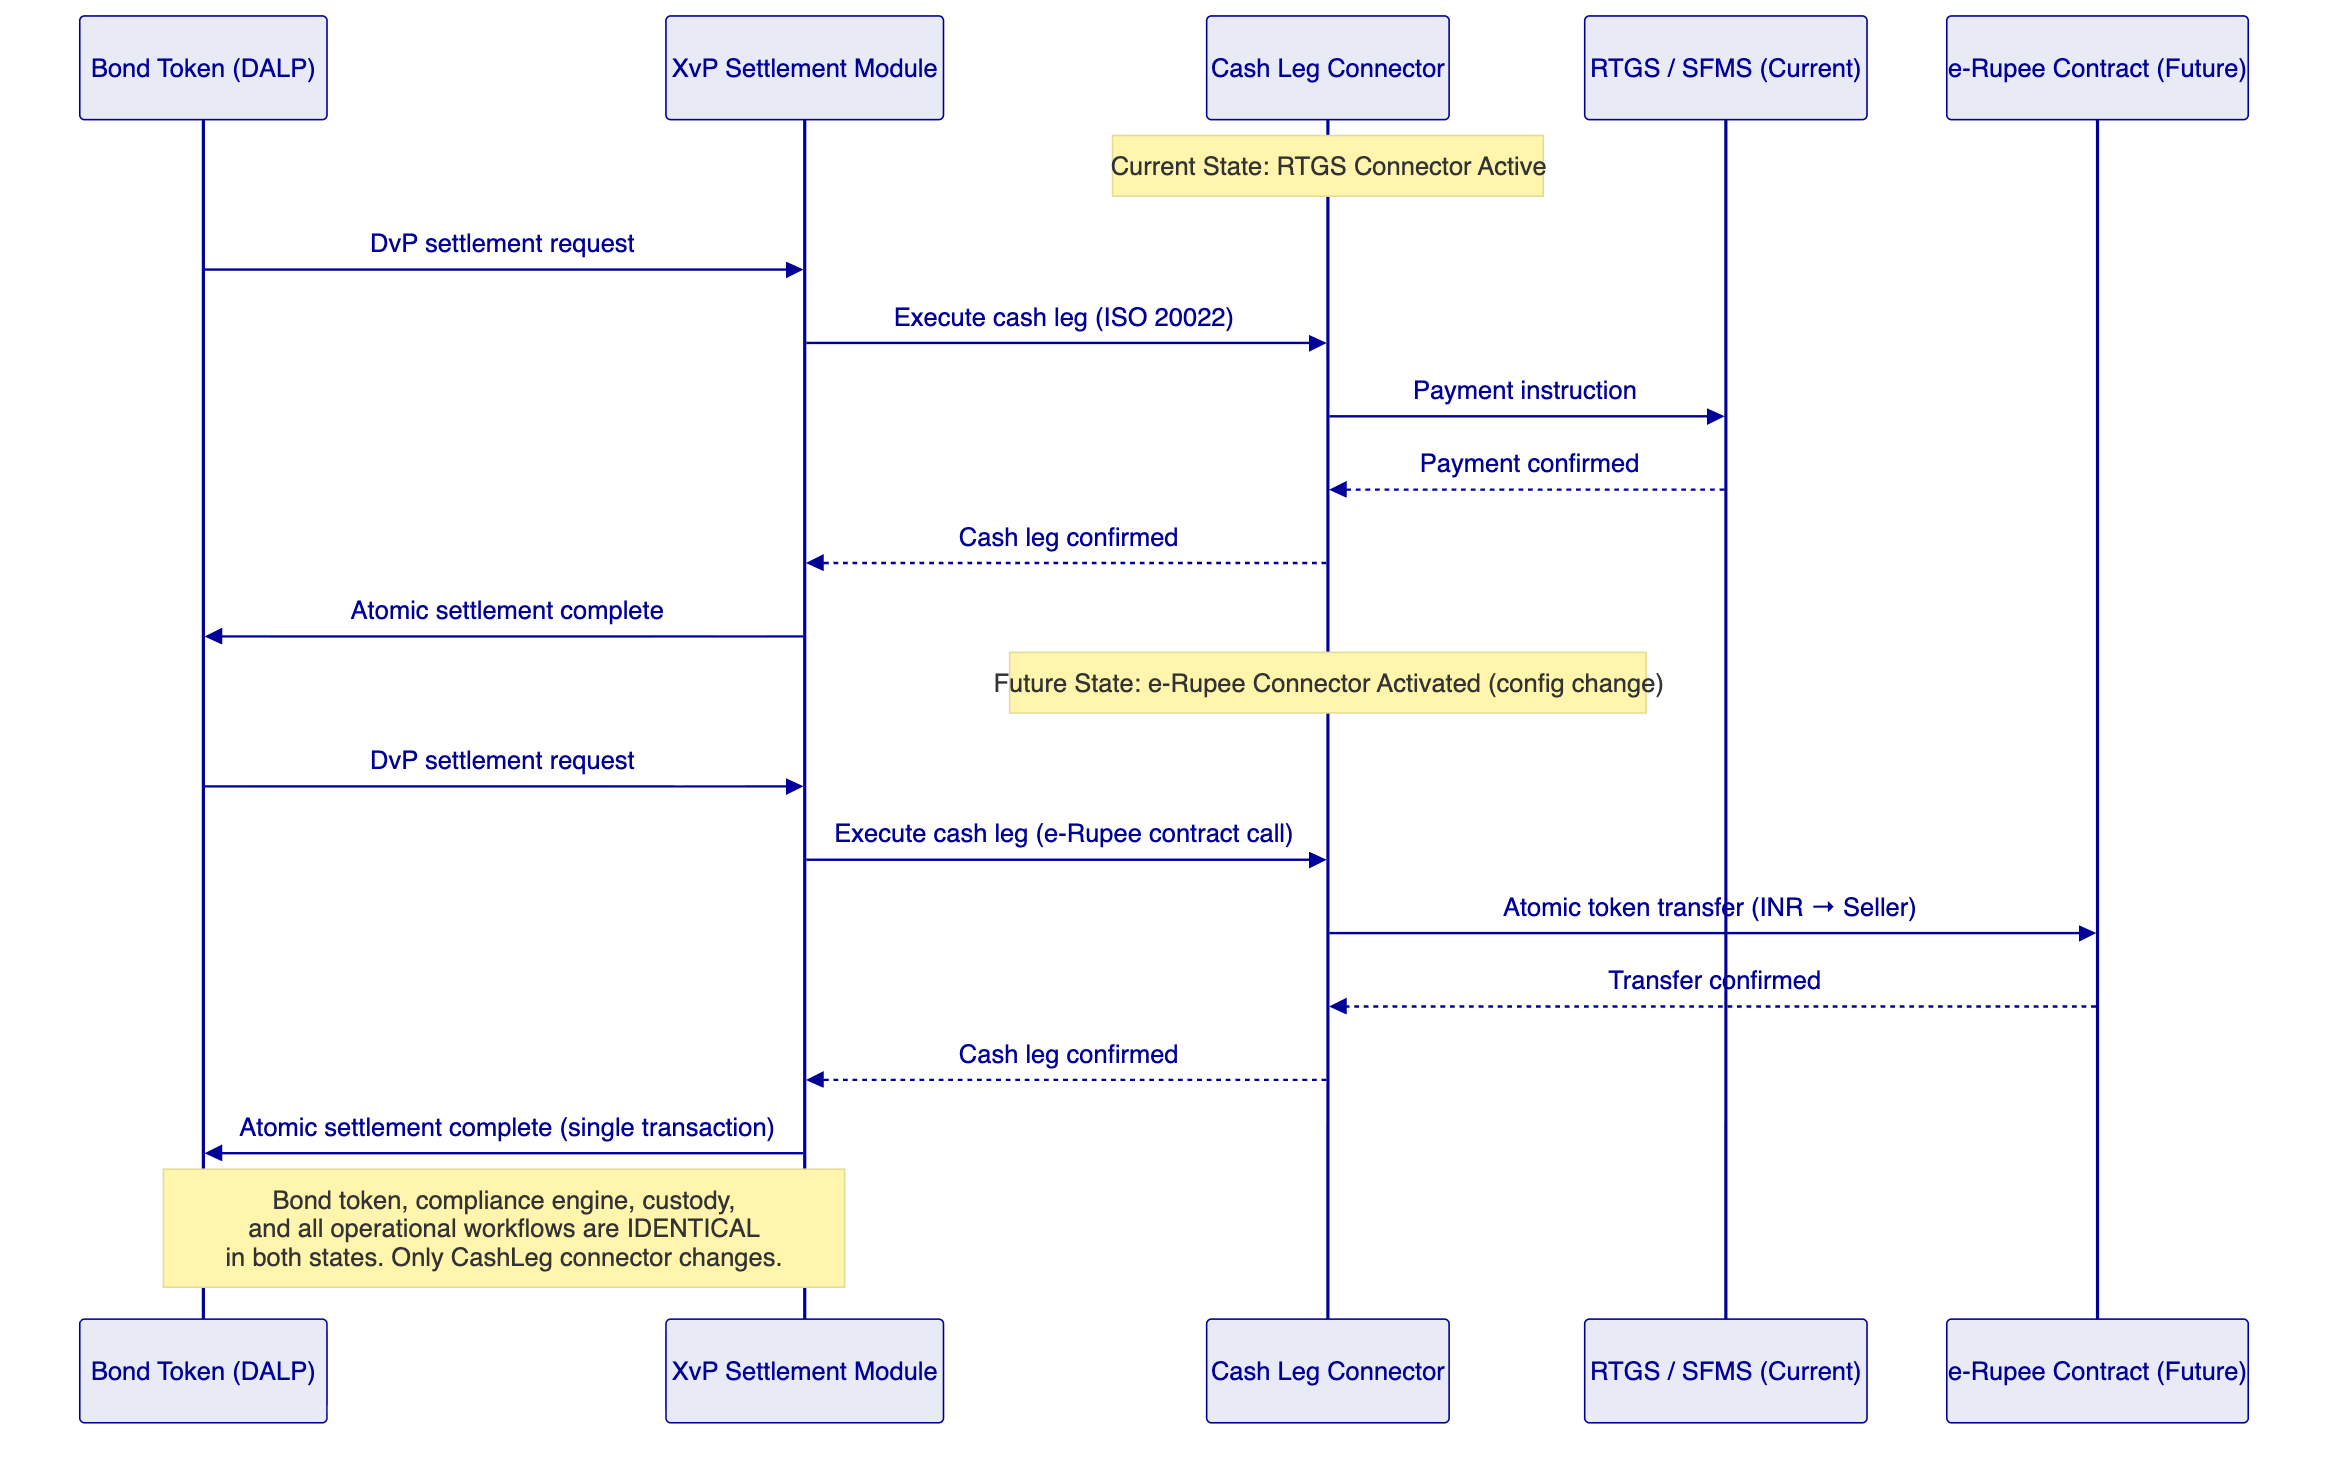 Bond Token (DALP)
XvP Settlement Module
Cash Leg Connector
RTGS / SFMS (Current)
e-Rupee Contract (Future)
Current State: RTGS Connector Active
DvP settlement request
Execute cash leg (ISO 20022)
Payment instruction
Payment confirmed
Cash leg confirmed
Atomic settlement complete
Future State: e-Rupee Connector Activated (config change)
DvP settlement request
Execute cash leg (e-Rupee contract call)
Atomic token transfer (INR → Seller)
Transfer confirmed
Cash leg confirmed
Atomic settlement complete (single transaction)
Bond token, compliance engine, custody,
and all operational workflows are IDENTICAL
in both states. Only CashLeg connector changes.
Bond Token (DALP)
XvP Settlement Module
Cash Leg Connector
RTGS / SFMS (Current)
e-Rupee Contract (Future)